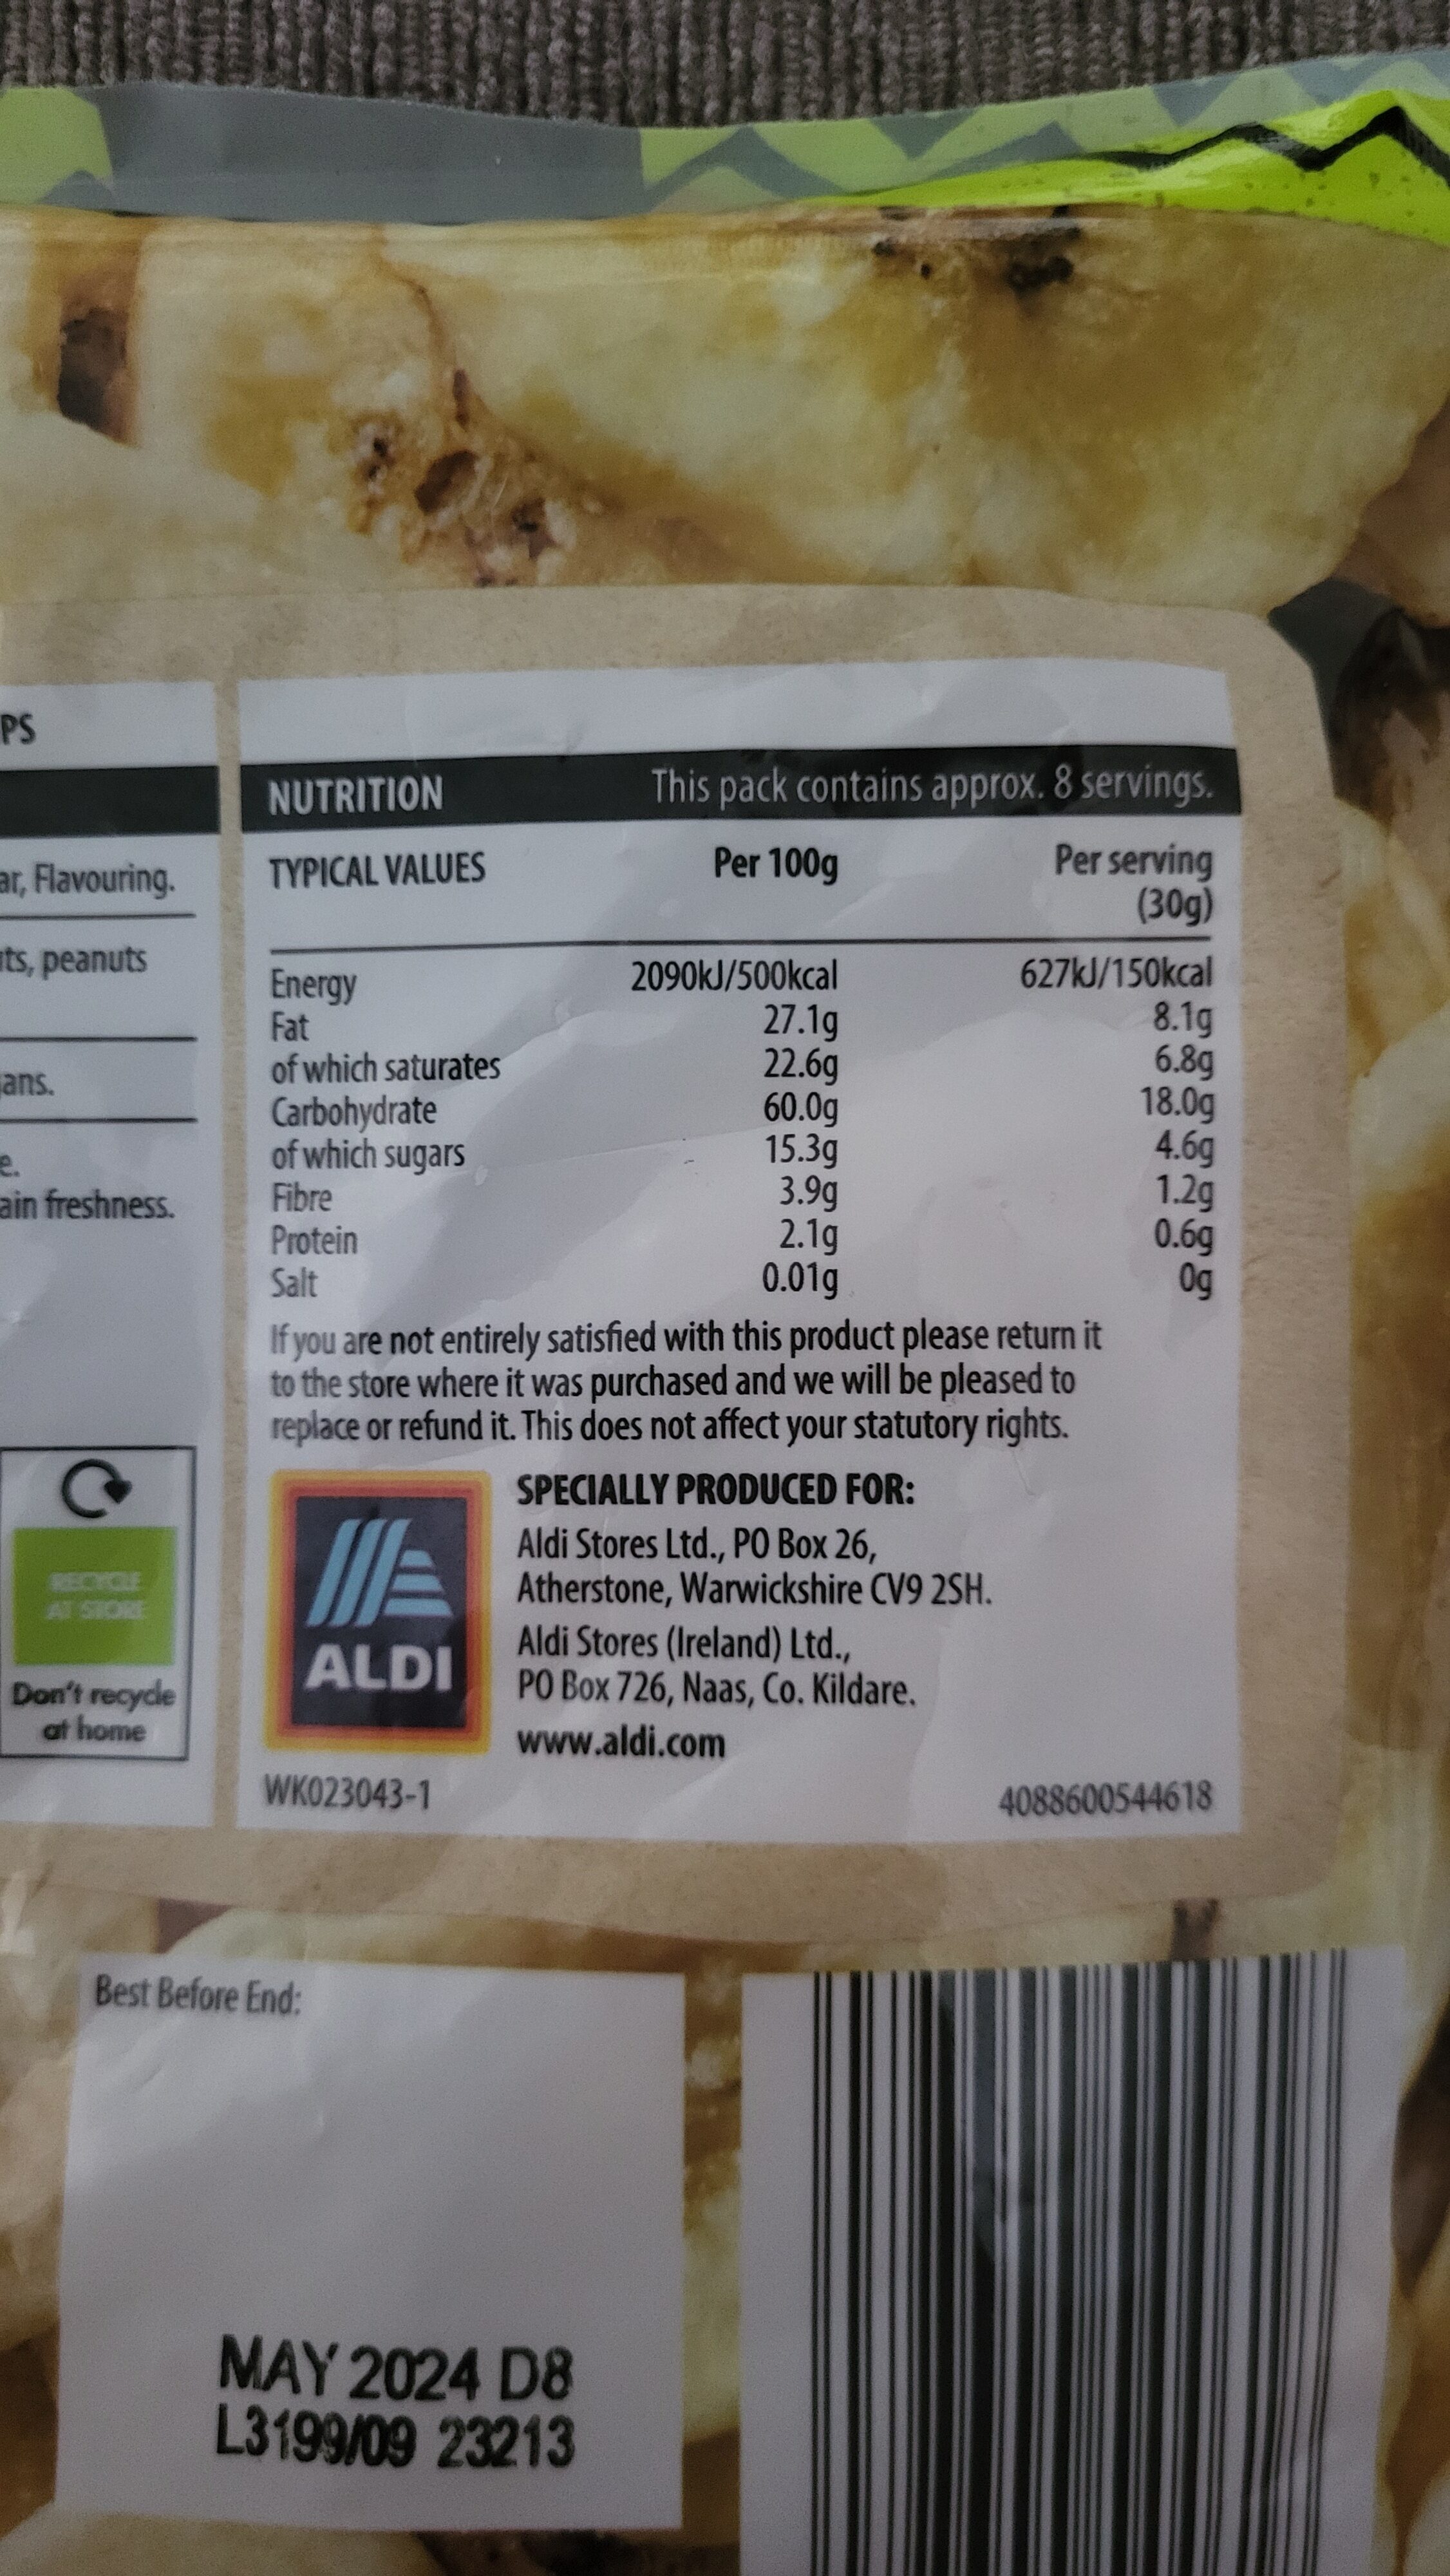 PS
ar, Flavouring.
peanuts
ans.
e.
ain freshness.
RECYCLE
AT STORE
Don't recycle
at home
NUTRITION This pack contains approx. 8 servings.
TYPICAL VALUES Per 100g Per serving
(30g)
Energy 2090kJ/500kcal 627kJ/150kcal
Fat 27.1g 8.1g
of which saturates 22.6g 6.8g
Carbohydrate 60.0g 18.0g
of which sugars 15.3g 4.6g
Fibre 3.9g 1.2g
Protein 2.1g 0.6g
Salt 0.01g 0g
If you are not entirely satisfied with this product please return it
to the store where it was purchased and we will be pleased to
replace or refund it. This does not affect your statutory rights.
ALDI
SPECIALLY PRODUCED FOR:
Aldi Stores Ltd., PO Box 26,
Atherstone, Warwickshire CV9 2SH.
Aldi Stores (Ireland) Ltd.,
PO Box 726, Naas, Co. Kildare.
www.aldi.com
WK023043-1 4088600544618
Best Before End:
MAY 2024 D8
L3199/09 23213